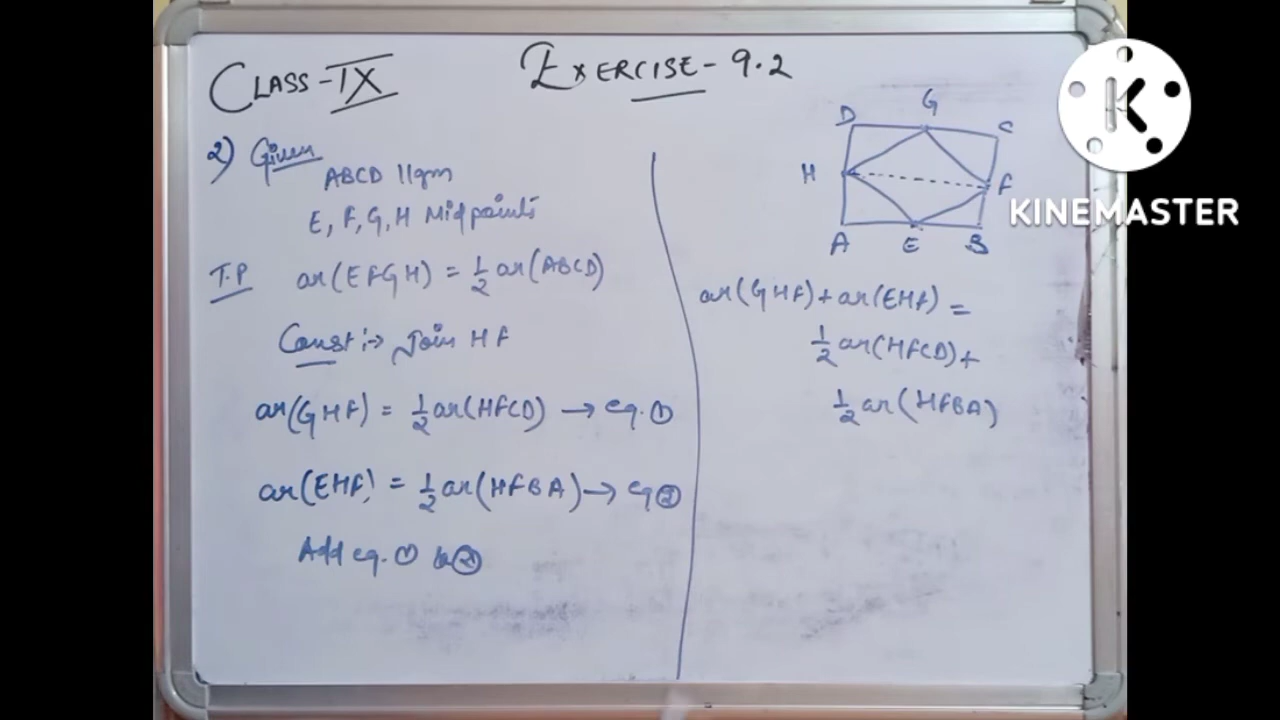 CLASS-IX
EXERCISE-9.2
2) Given
ABCD ||gm
E, F, G, H Midpoints
T.P ar(EFGH) = 1/2 ar(ABCD)
Const:→ Join HF
ar(GHF) = 1/2 ar(HFCD) → eq. ①
ar(EHF) = 1/2 ar(HFBA) → eq ②
Add eq. ① & ②
D G C
H F
A E B
ar(GHF) + ar(EHF) =
1/2 ar(HFCD) +
1/2 ar(HFBA)
K
KINEMASTER